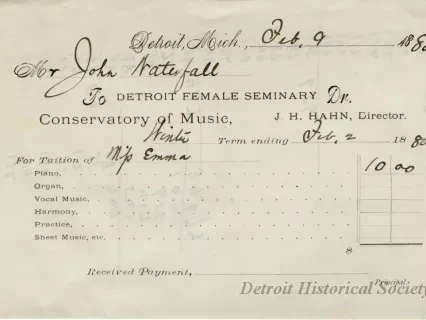 Detroit, Mich., Feb. 9 188
Mr John Waterfall
To DETROIT FEMALE SEMINARY Dr.
Conservatory of Music, J. H. HAHN, Director.
Winter Term ending Feb. 2 1880
For Tuition of Miss Emma
Piano, 10 00
Organ,
Vocal Music,
Harmony,
Practice,
Sheet Music, etc.
$
Received Payment,
Principal.
Detroit Historical Society